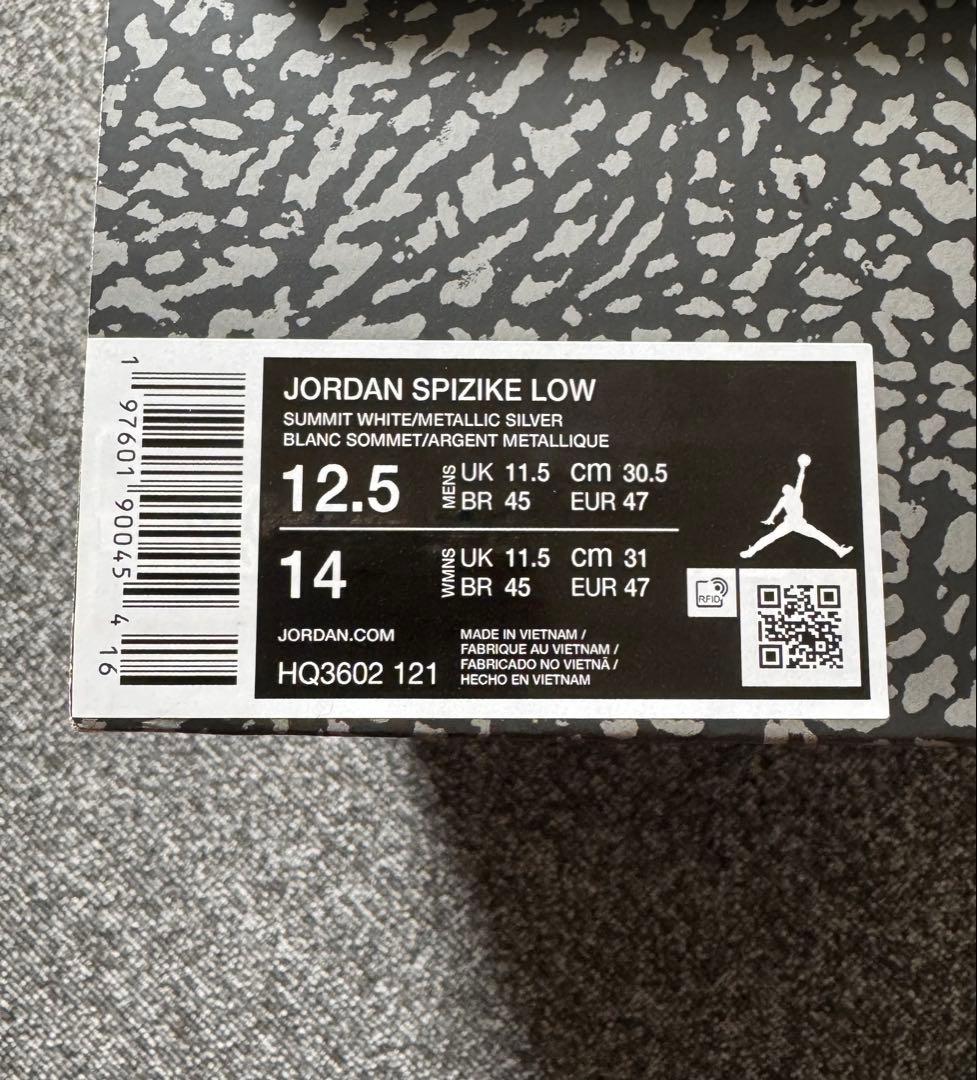 JORDAN SPIZIKE LOW
SUMMIT WHITE/METALLIC SILVER
BLANC SOMMET/ARGENT METALLIQUE
12.5 MENS UK 11.5 cm 30.5
BR 45 EUR 47
14 WMNS UK 11.5 cm 31
BR 45 EUR 47
JORDAN.COM
HQ3602 121
MADE IN VIETNAM /
FABRIQUE AU VIETNAM /
FABRICADO NO VIETNÃ /
HECHO EN VIETNAM
RFID
1 97601 90045 4 16